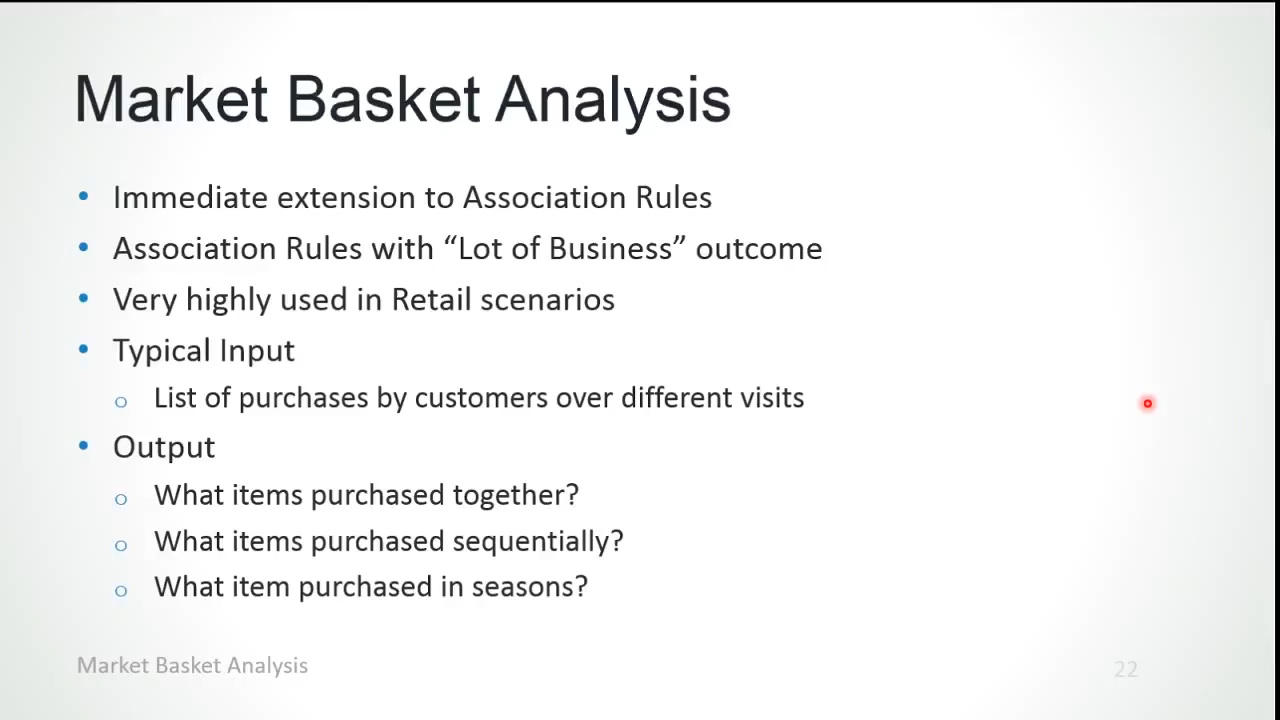 Market Basket Analysis
• Immediate extension to Association Rules
• Association Rules with “Lot of Business” outcome
• Very highly used in Retail scenarios
• Typical Input
o List of purchases by customers over different visits
• Output
o What items purchased together?
o What items purchased sequentially?
o What item purchased in seasons?
Market Basket Analysis
22